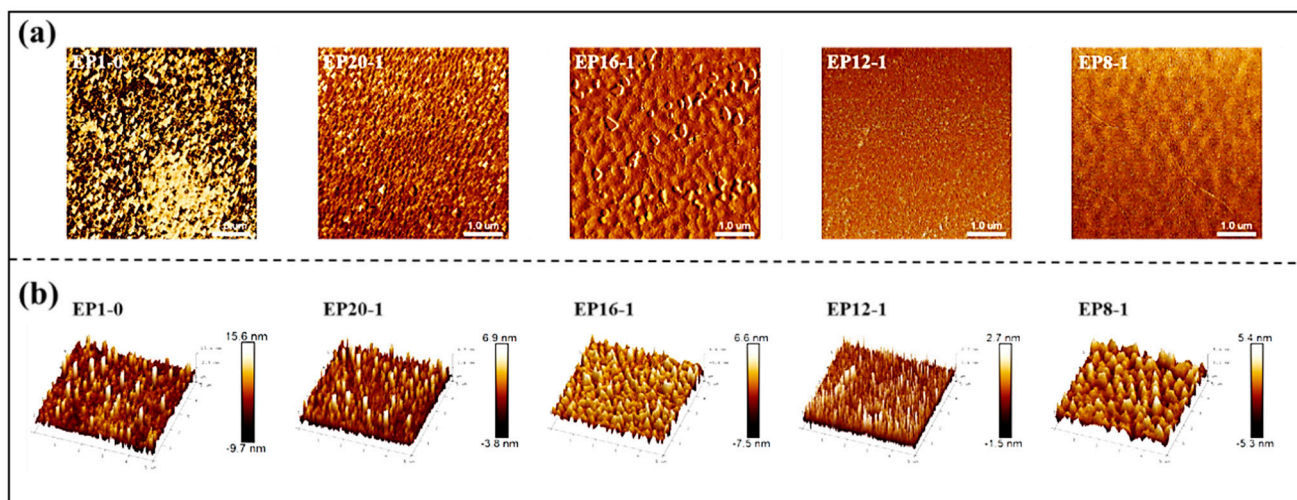 (a)
EP1-0 EP20-1 EP16-1 EP12-1 EP8-1
1.0 um 1.0 um 1.0 um 1.0 um
(b)
EP1-0 EP20-1 EP16-1 EP12-1 EP8-1
15.6 nm 6.9 nm 6.6 nm 2.7 nm 5.4 nm
-9.7 nm -3.8 nm -7.5 nm -1.5 nm -5.3 nm